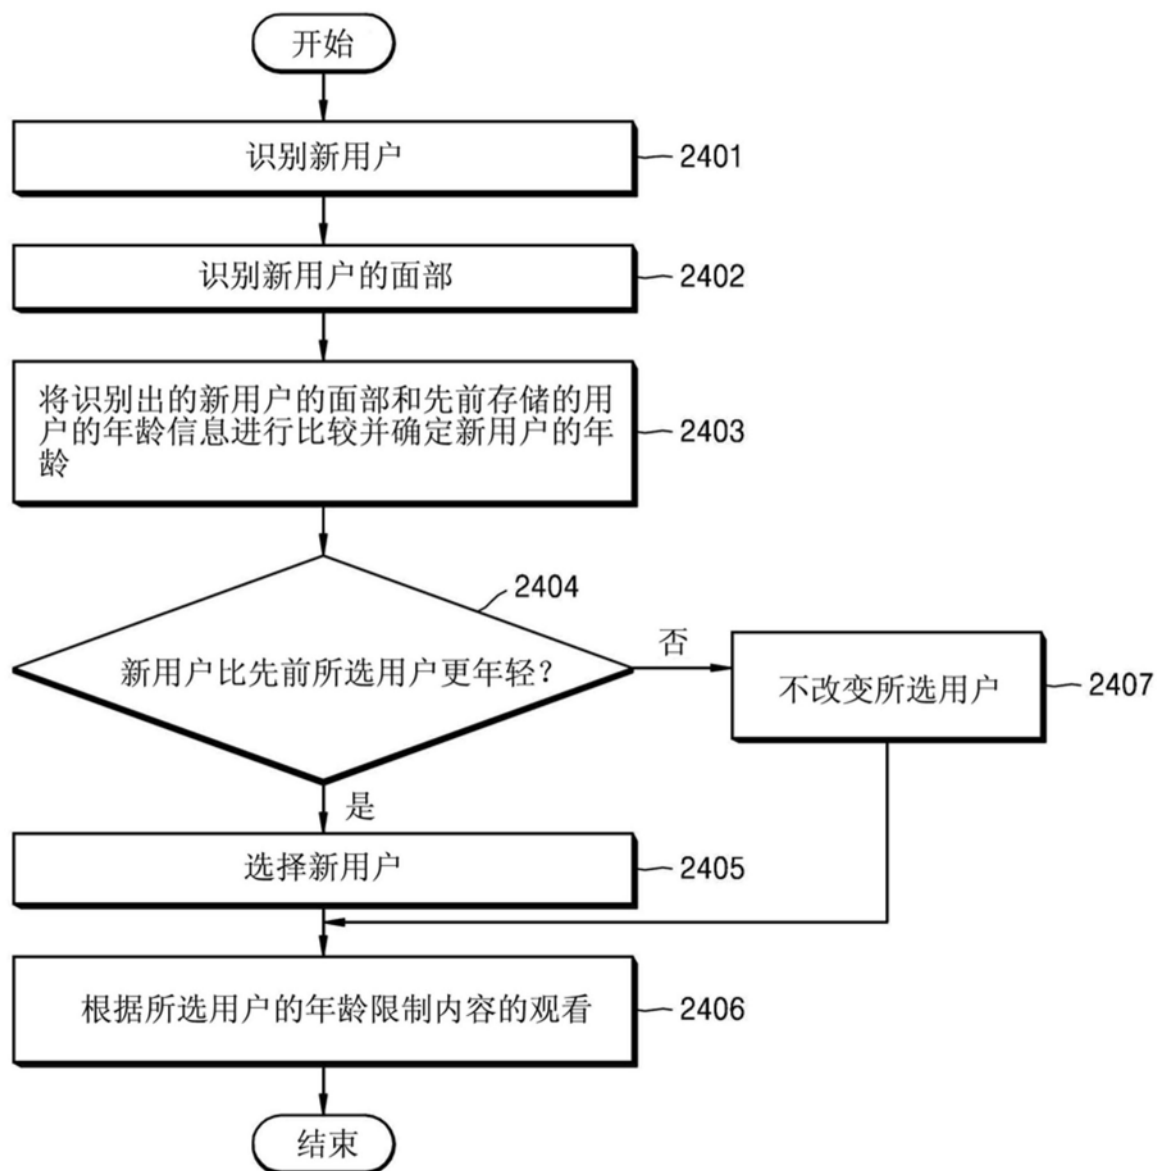 开始
识别新用户
2401
识别新用户的面部
2402
将识别出的新用户的面部和先前存储的用
户的年龄信息进行比较并确定新用户的年
龄
2403
2404
新用户比先前所选用户更年轻?
否
不改变所选用户
2407
是
选择新用户
2405
根据所选用户的年龄限制内容的观看
2406
结束